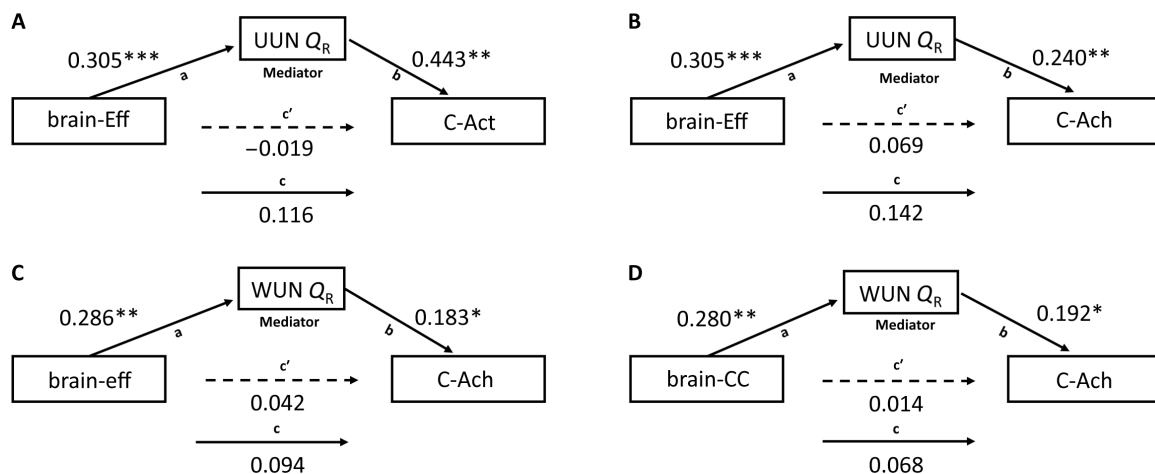 A
UUN QR
Mediator
0.305***
a
0.443**
b
brain-Eff
C-Act
c’
−0.019
c
0.116
B
UUN QR
Mediator
0.305***
a
0.240**
b
brain-Eff
C-Ach
c’
0.069
c
0.142
C
WUN QR
Mediator
0.286**
a
0.183*
b
brain-eff
C-Ach
c’
0.042
c
0.094
D
WUN QR
Mediator
0.280**
a
0.192*
b
brain-CC
C-Ach
c’
0.014
c
0.068